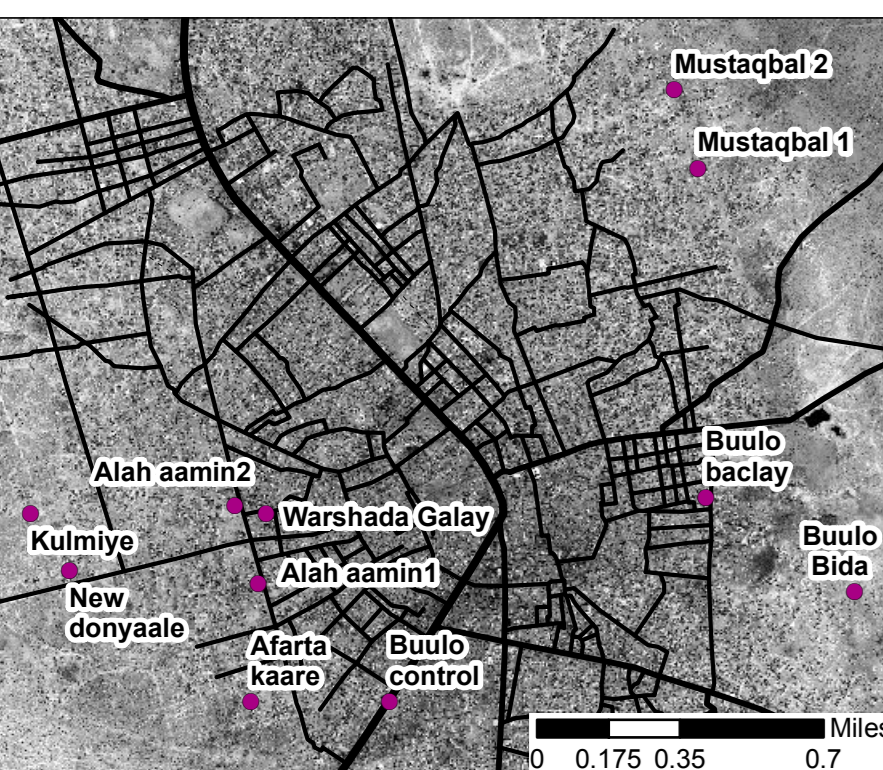 Mustaqbal 2
Mustaqbal 1
Buulo
baclay
Alah aamin2
Warshada Galay
Kulmiye
Buulo
Bida
Alah aamin1
New
donyaale
Afarta
kaare
Buulo
control
Miles
0 0.175 0.35 0.7